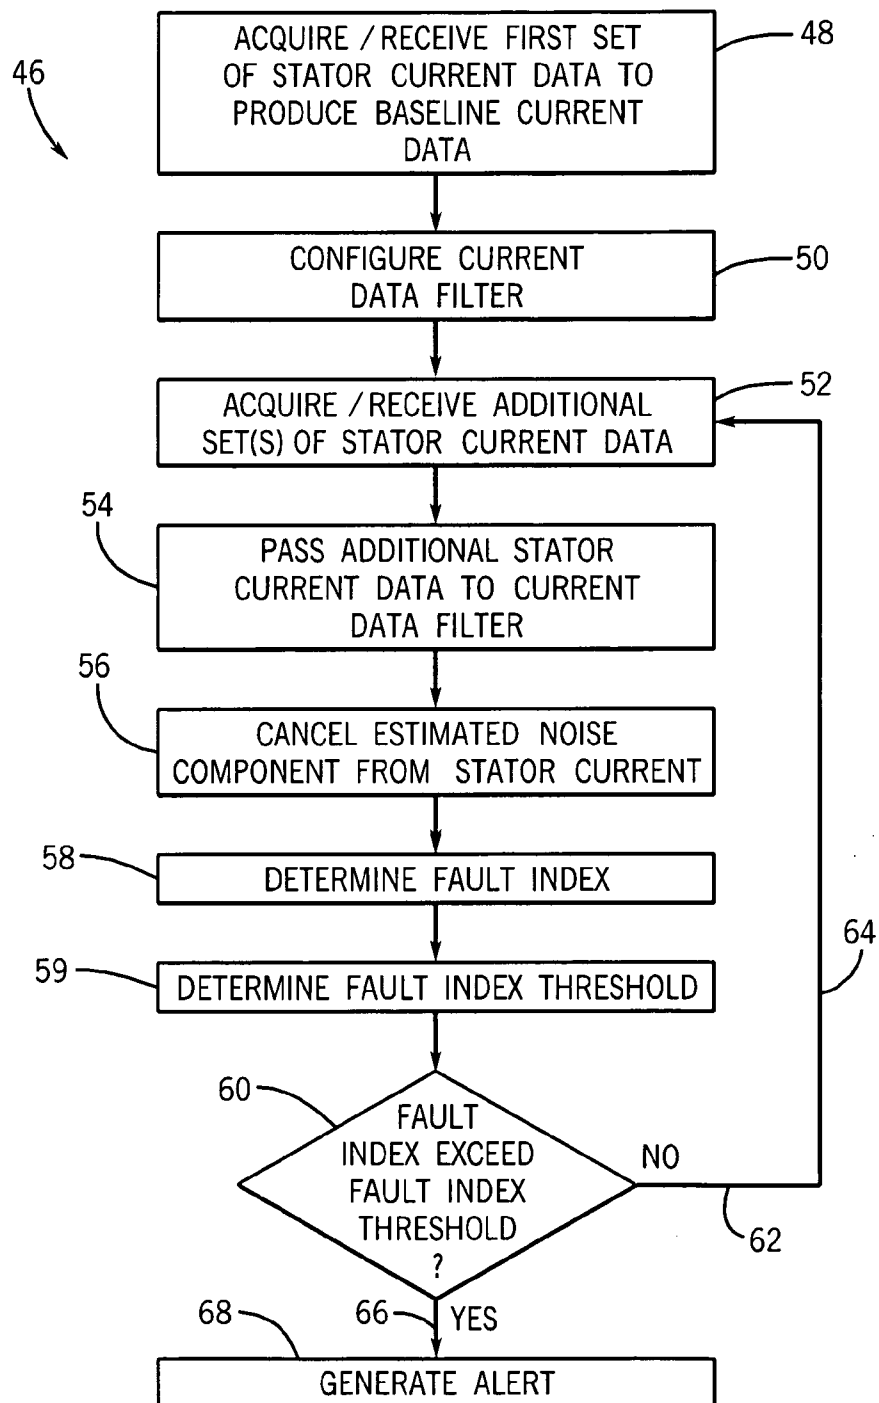 46
ACQUIRE / RECEIVE FIRST SET
OF STATOR CURRENT DATA TO
PRODUCE BASELINE CURRENT
DATA
48
CONFIGURE CURRENT
DATA FILTER
50
ACQUIRE / RECEIVE ADDITIONAL
SET(S) OF STATOR CURRENT DATA
52
54
PASS ADDITIONAL STATOR
CURRENT DATA TO CURRENT
DATA FILTER
56
CANCEL ESTIMATED NOISE
COMPONENT FROM STATOR CURRENT
58
DETERMINE FAULT INDEX
59
DETERMINE FAULT INDEX THRESHOLD
64
60
FAULT
INDEX EXCEED
FAULT INDEX
THRESHOLD
?
NO
62
66
YES
68
GENERATE ALERT